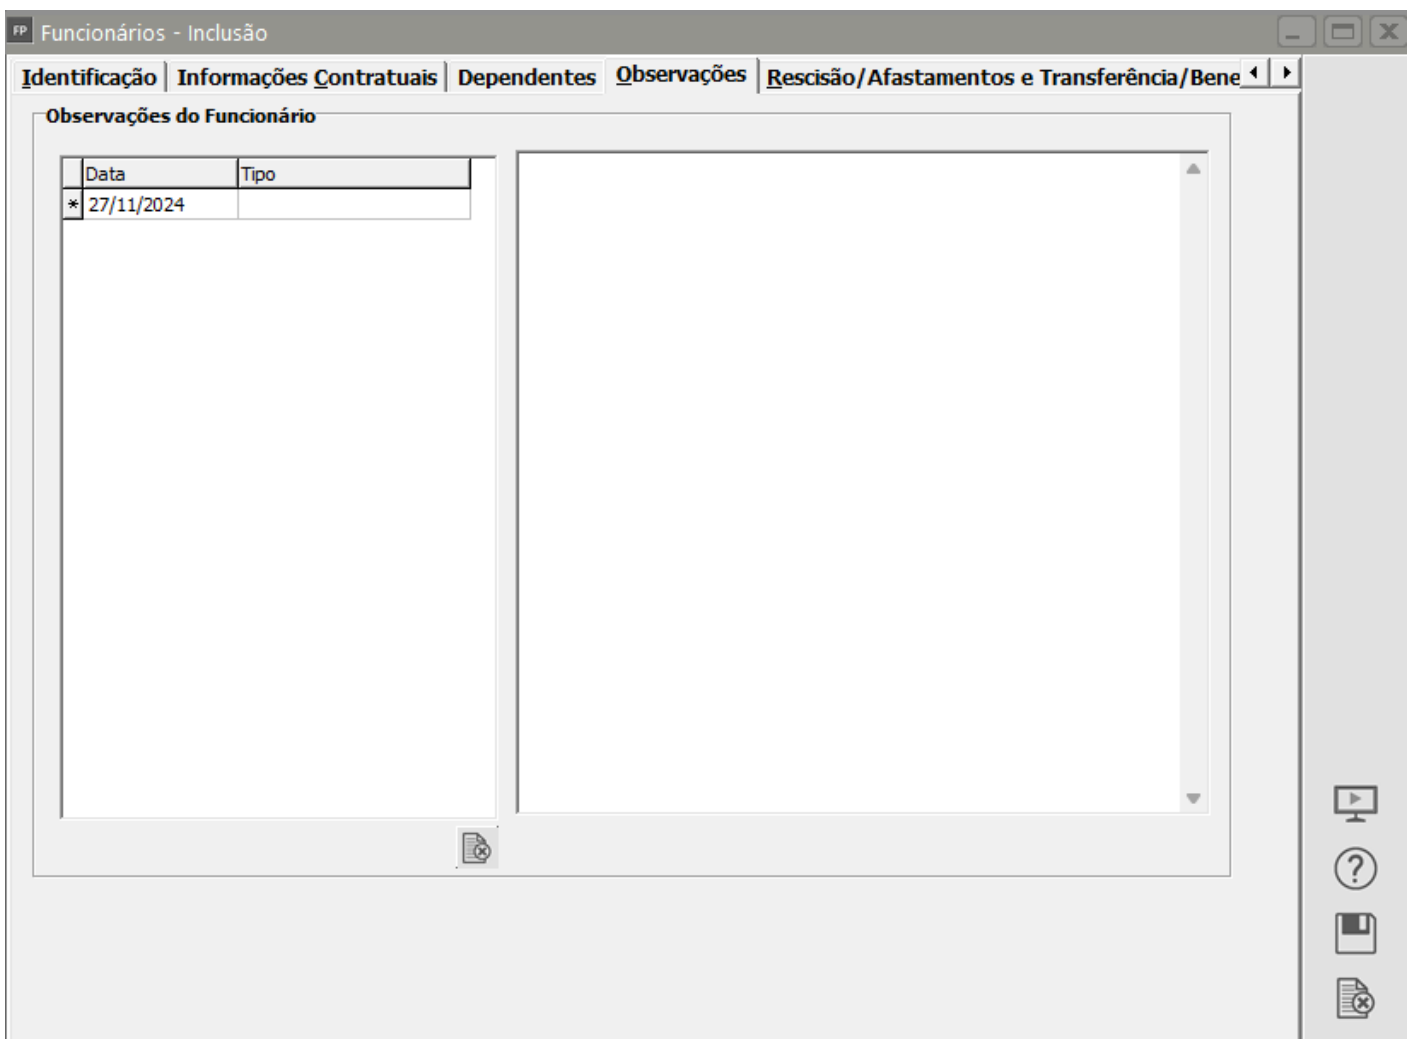 FP Funcionários - Inclusão
Identificação Informações Contratuais Dependentes Observações Rescisão/Afastamentos e Transferência/Bene
Observações do Funcionário
Data Tipo
* 27/11/2024
?